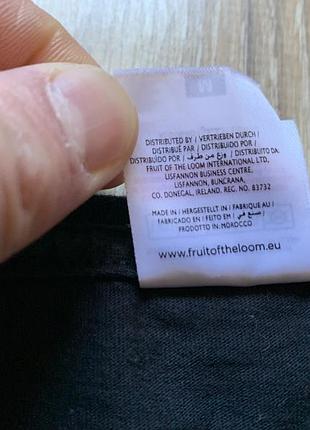 DISTRIBUTED BY / VERTRIEBEN DURCH /
DISTRIBUÉ PAR / DISTRIBUIDO POR /
DISTRIBUÍDO POR / وزع من طرف / DISTRIBUITO DA:
FRUIT OF THE LOOM INTERNATIONAL LTD,
LISFANNON BUSINESS CENTRE,
LISFANNON, BUNCRANA,
CO. DONEGAL, IRELAND. REG. NO. 83732
MADE IN / HERGESTELLT IN / FABRIQUE AU /
FABRICADO EN / FEITO EM / صنع في /
PRODOTTO IN: MOROCCO
www.fruitoftheloom.eu